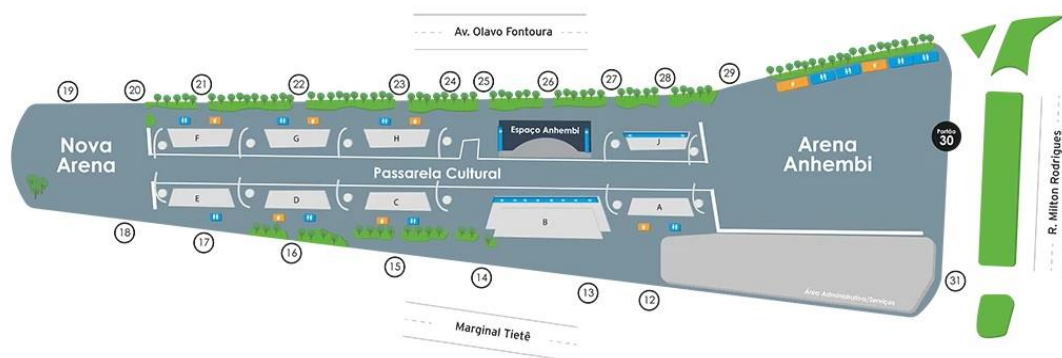 Av. Olavo Fontoura
19
20
21
22
23
24
25
26
27
28
29
F
G
H
Espaço Anhembi
J
Nova
Arena
Passarela Cultural
Arena
Anhembi
Portão
30
R. Milton Rodrigues
E
D
C
B
A
18
17
16
15
14
13
12
31
Área Administrativa/Serviços
Marginal Tietê